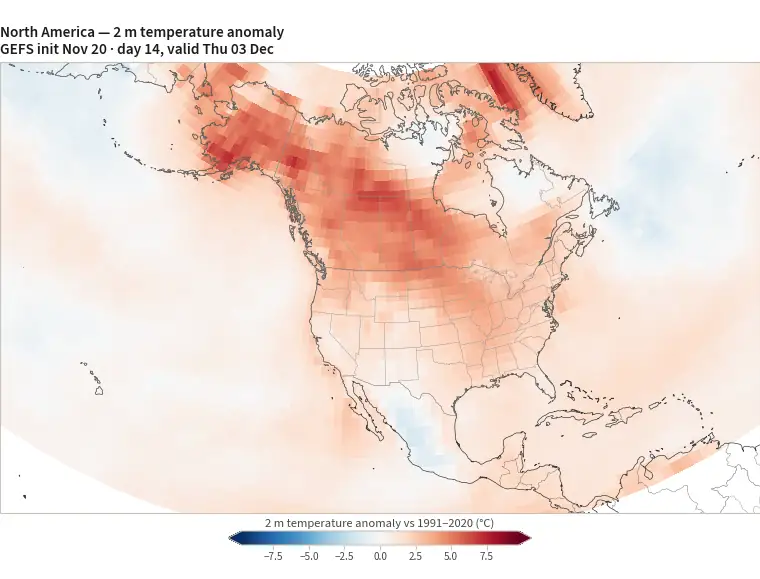 North America — 2 m temperature anomaly
GEFS init Nov 20 · day 14, valid Thu 03 Dec
2 m temperature anomaly vs 1991–2020 (°C)
−7.5 −5.0 −2.5 0.0 2.5 5.0 7.5